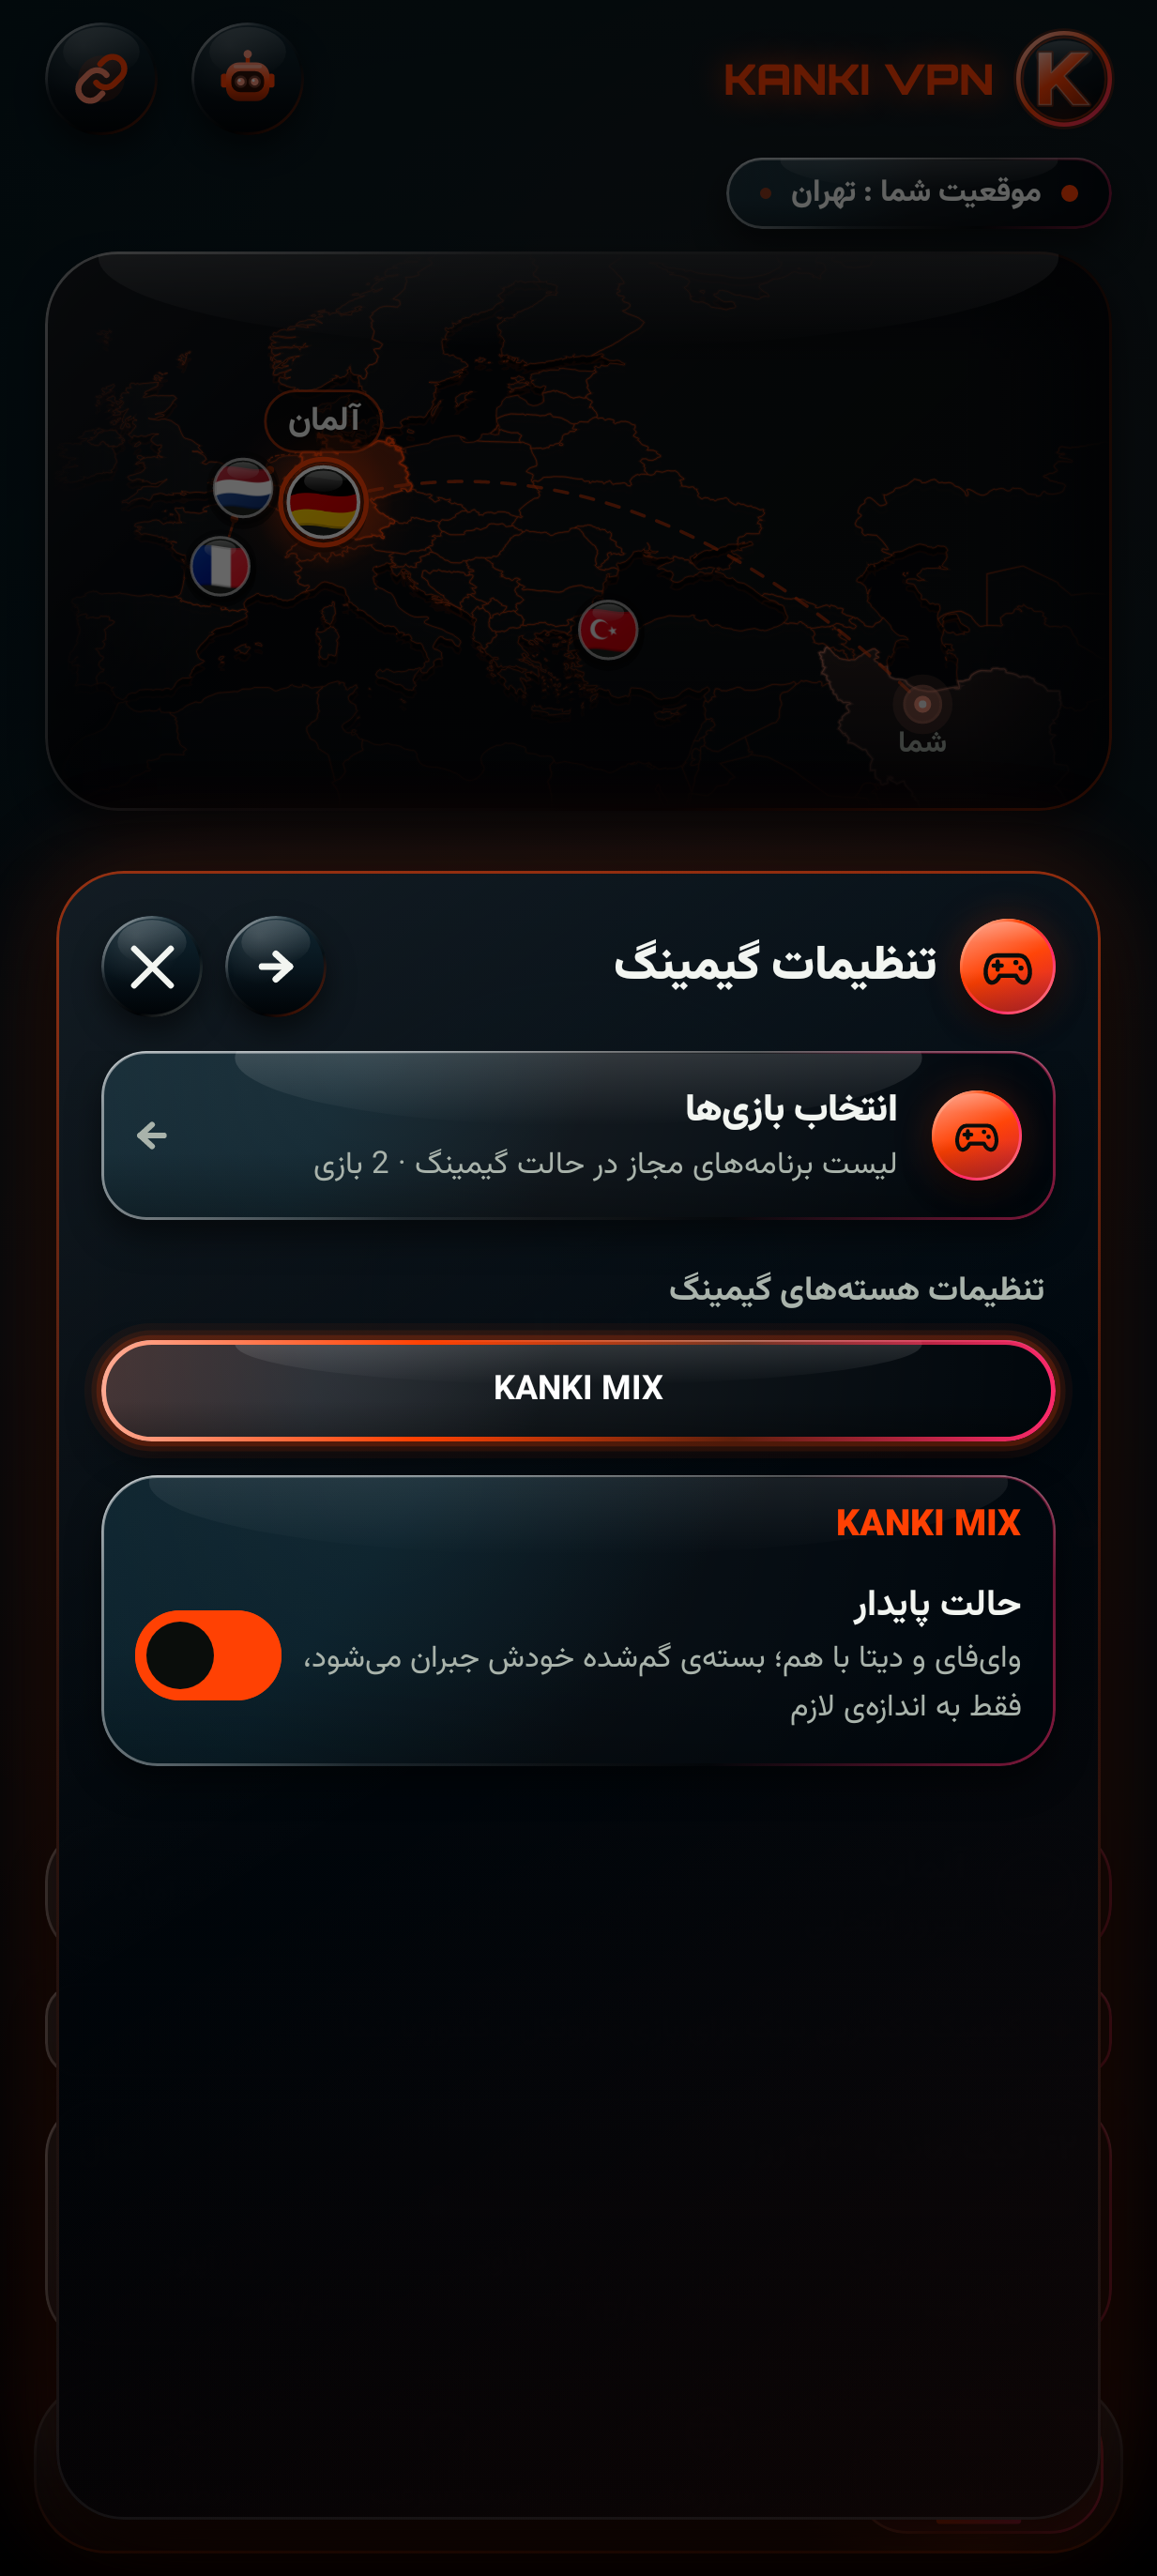 KANKI VPN
موقعیت شما : تهران
آلمان
شما
تنظیمات گیمینگ
انتخاب بازی‌ها
لیست برنامه‌های مجاز در حالت گیمینگ · 2 بازی
تنظیمات هسته‌های گیمینگ
KANKI MIX
KANKI MIX
حالت پایدار
وای‌فای و دیتا با هم؛ بسته‌ی گم‌شده خودش جبران می‌شود،
فقط به اندازه‌ی لازم